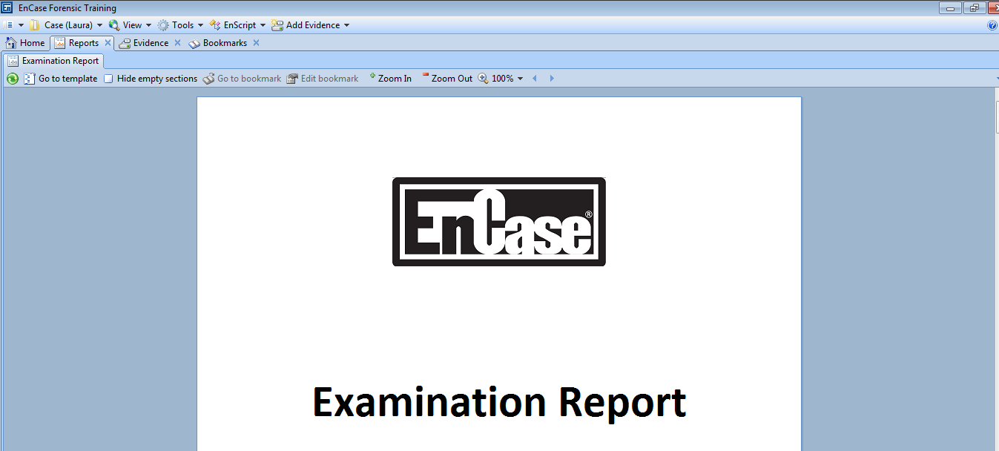 EnCase Forensic Training
Case (Laura) View Tools EnScript Add Evidence
Home Reports Evidence Bookmarks
Examination Report
Go to template Hide empty sections Go to bookmark Edit bookmark Zoom In Zoom Out 100%
EnCase®
Examination Report